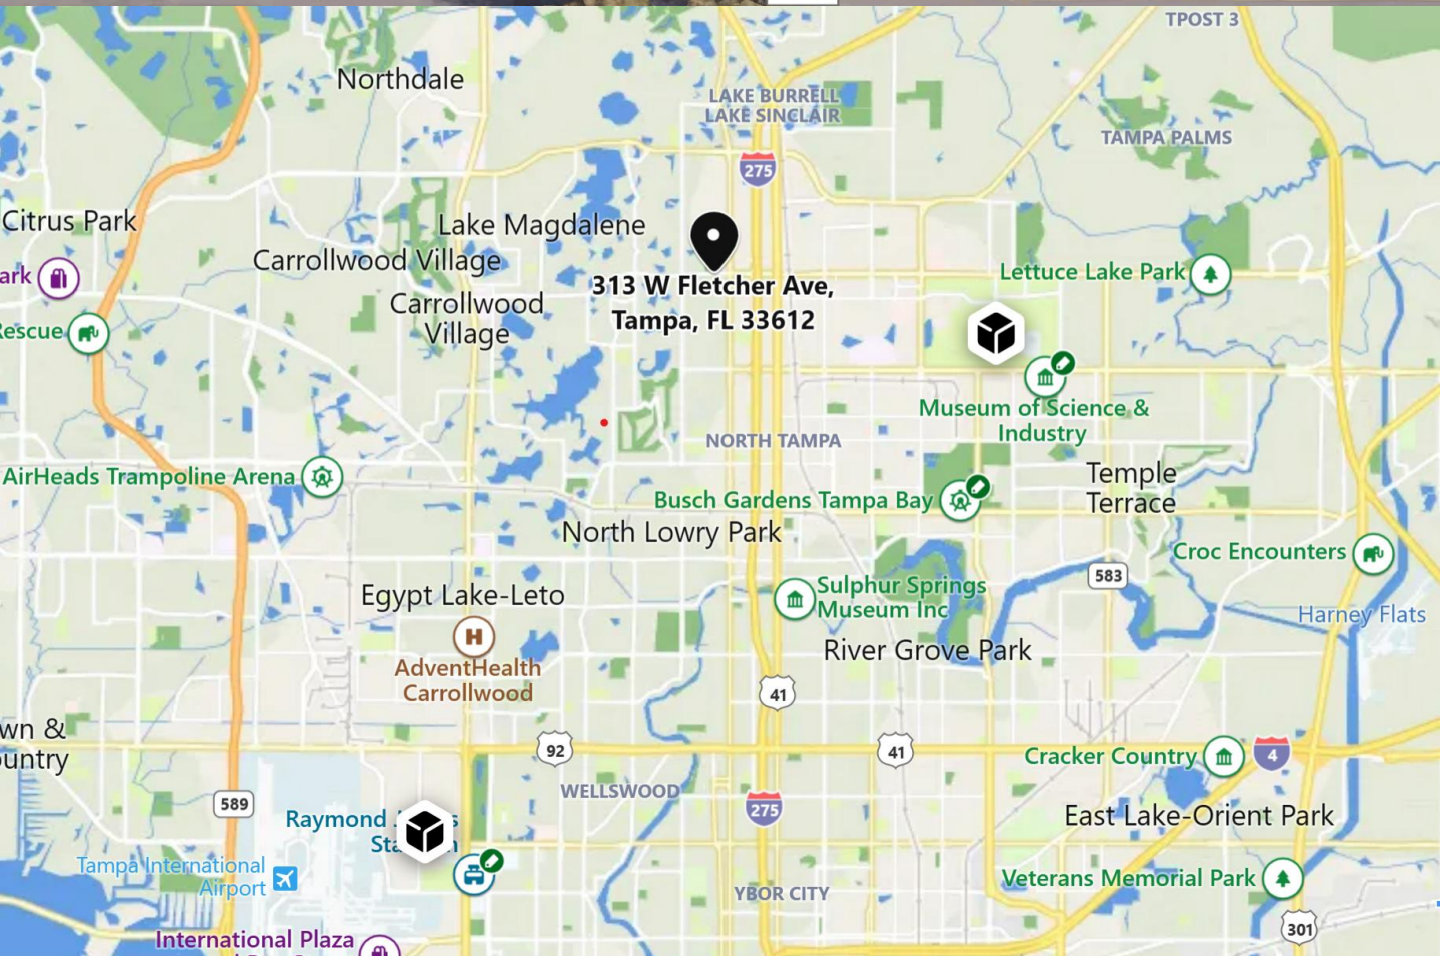 TPOST 3
Northdale
LAKE BURRELL
LAKE SINCLAIR
TAMPA PALMS
275
Citrus Park
Lake Magdalene
Carrollwood Village
ark
Lettuce Lake Park
313 W Fletcher Ave,
Tampa, FL 33612
Carrollwood
Village
Rescue
Museum of Science &
Industry
NORTH TAMPA
AirHeads Trampoline Arena
Temple
Terrace
Busch Gardens Tampa Bay
North Lowry Park
Croc Encounters
583
Egypt Lake-Leto
Sulphur Springs
Museum Inc
Harney Flats
H
River Grove Park
AdventHealth
Carrollwood
41
wn &
ountry
92
41
Cracker Country
4
WELLSWOOD
589
275
Raymond J s
Sta n
East Lake-Orient Park
Tampa International
Airport
Veterans Memorial Park
YBOR CITY
301
International Plaza